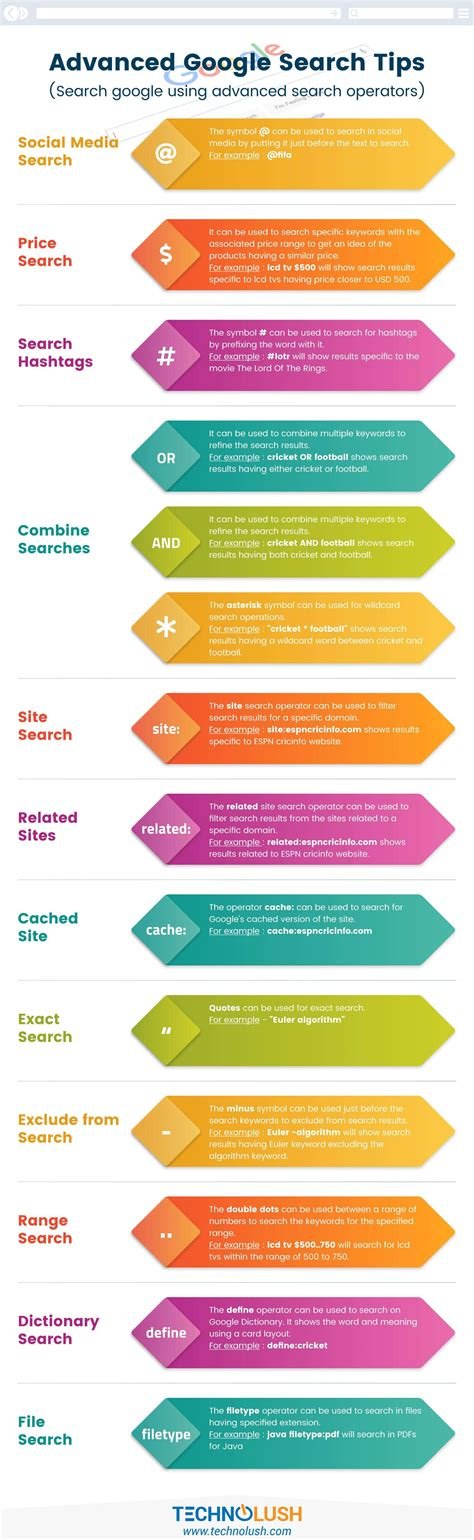 Advanced Google Search Tips
(Search google using advanced search operators)
Social Media
Search
@
The symbol @ can be used to search in social
media by putting it just before the text to search.
For example : @fifa
Price
Search
$
It can be used to search specific keywords with the
associated price range to get an idea of the
products having a similar price.
For example : lcd tv $500 will show search results
specific to lcd tvs having price closer to USD 500.
Search
Hashtags
#
The symbol # can be used to search for hashtags
by prefixing the word with it.
For example : #lotr will show results specific to the
movie The Lord Of The Rings.
Combine
Searches
OR
It can be used to combine multiple keywords to
refine the search results.
For example : cricket OR football shows search
results having either cricket or football.
AND
It can be used to combine multiple keywords to
refine the search results.
For example : cricket AND football shows search
results having both cricket and football.
*
The asterisk symbol can be used for wildcard
search operations.
For example : "cricket * football" shows search
results having a wildcard word between cricket and
football.
Site
Search
site:
The site search operator can be used to filter
search results for a specific domain.
For example : site:espncricinfo.com shows results
specific to ESPN cricinfo website.
Related
Sites
related:
The related site search operator can be used to
filter search results from the sites related to a
specific domain.
For example : related:espncricinfo.com shows
results related to ESPN cricinfo website.
Cached
Site
cache:
The operator cache: can be used to search for
Google's cached version of the site.
For example : cache:espncricinfo.com
Exact
Search
“
Quotes can be used for exact search.
For example - "Euler algorithm"
Exclude from
Search
-
The minus symbol can be used just before the
search keywords to exclude from search results.
For example : Euler -algorithm will show search
results having Euler keyword excluding the
algorithm keyword.
Range
Search
..
The double dots can be used between a range of
numbers to search the keywords for the specified
range.
For example : lcd tv $500..750 will search for lcd
tvs within the range of 500 to 750.
Dictionary
Search
define
The define operator can be used to search on
Google Dictionary. It shows the word and meaning
using a card layout.
For example : define:cricket
File
Search
filetype
The filetype operator can be used to search in files
having specified extension.
For example : java filetype:pdf will search in PDFs
for Java
TECHNOLUSH
www.technolush.com